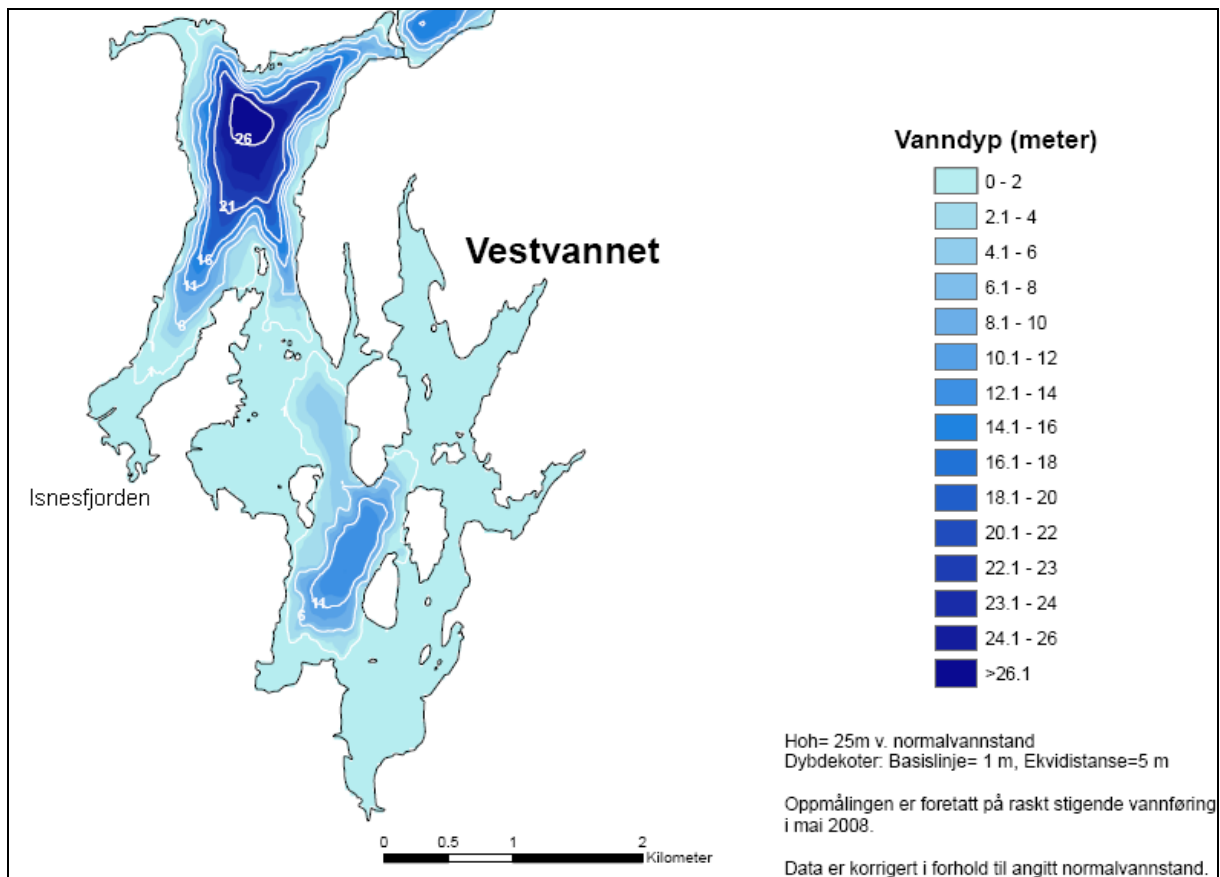 26
21
16
11
6
1
Vestvannet
Isnesfjorden
1
11
6
Vanndyp (meter)
0 - 2
2.1 - 4
4.1 - 6
6.1 - 8
8.1 - 10
10.1 - 12
12.1 - 14
14.1 - 16
16.1 - 18
18.1 - 20
20.1 - 22
22.1 - 23
23.1 - 24
24.1 - 26
>26.1
Hoh= 25m v. normalvannstand
Dybdekoter: Basislinje= 1 m, Ekvidistanse=5 m
Oppmålingen er foretatt på raskt stigende vannføring
i mai 2008.
Data er korrigert i forhold til angitt normalvannstand.
0 0.5 1 2
Kilometer